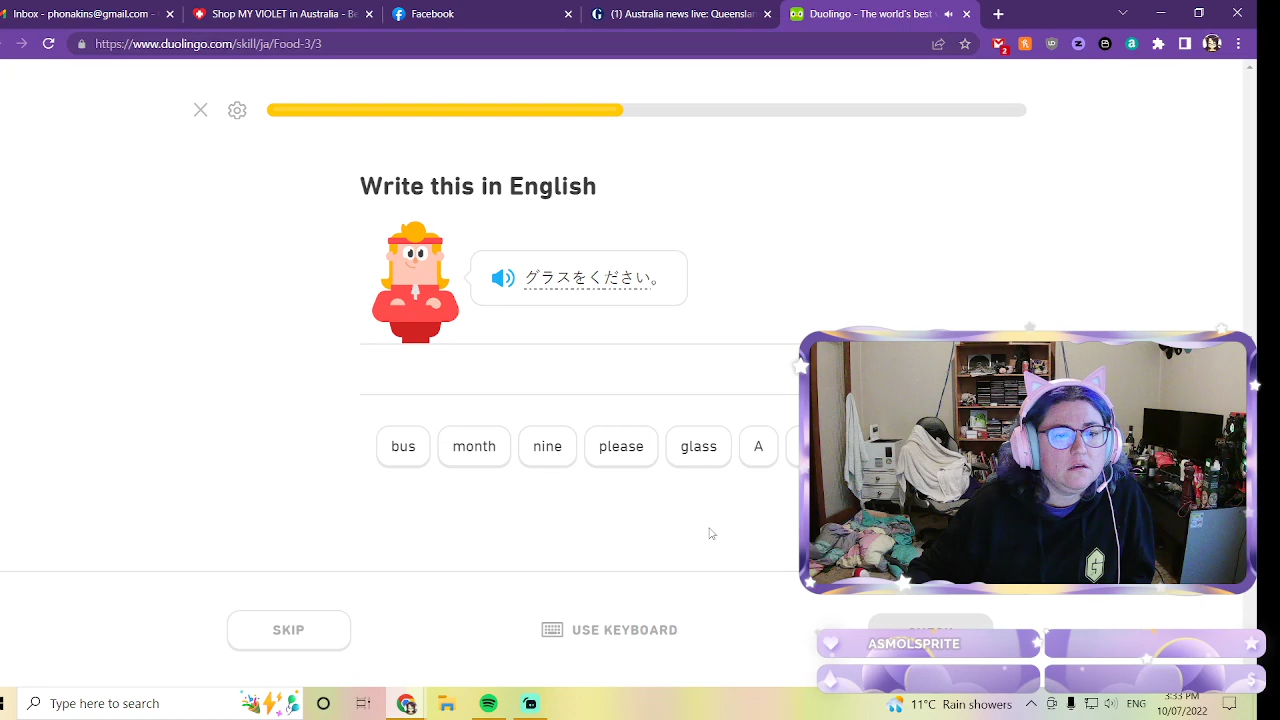 Inbox - phonakins@gmail.com
Shop MY VIOLET in Australia - Be
Facebook
(1) Australia news live: Queenslan
Duolingo - The world's best
https://www.duolingo.com/skill/ja/Food-3/3
2
Write this in English
グラスをください。
bus month nine please glass A
SKIP
USE KEYBOARD
ASMOLSPRITE
Type here to search
11°C Rain showers
ENG
3:33 PM
10/07/2022